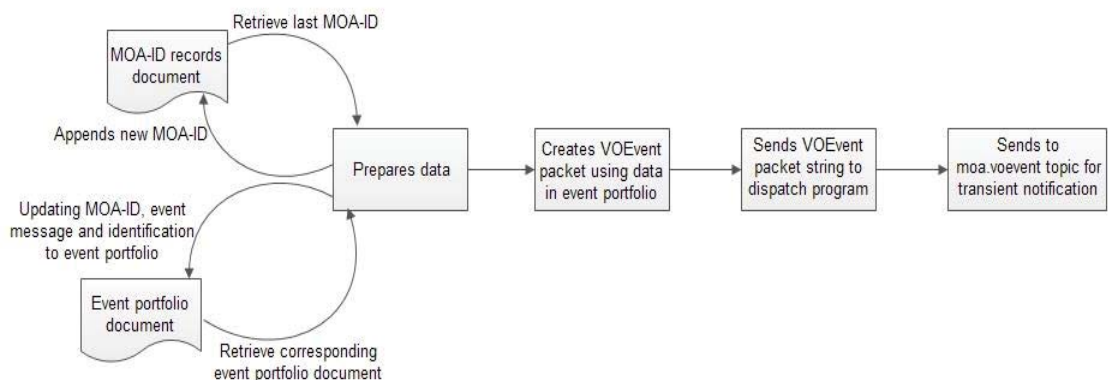 Retrieve last MOA-ID
MOA-ID records
document
Appends new MOA-ID
Prepares data
Creates VOEvent
packet using data
in event portfolio
Sends VOEvent
packet string to
dispatch program
Sends to
moa.voevent topic for
transient notification
Updating MOA-ID, event
message and identification
to event portfolio
Event portfolio
document
Retrieve corresponding
event portfolio document